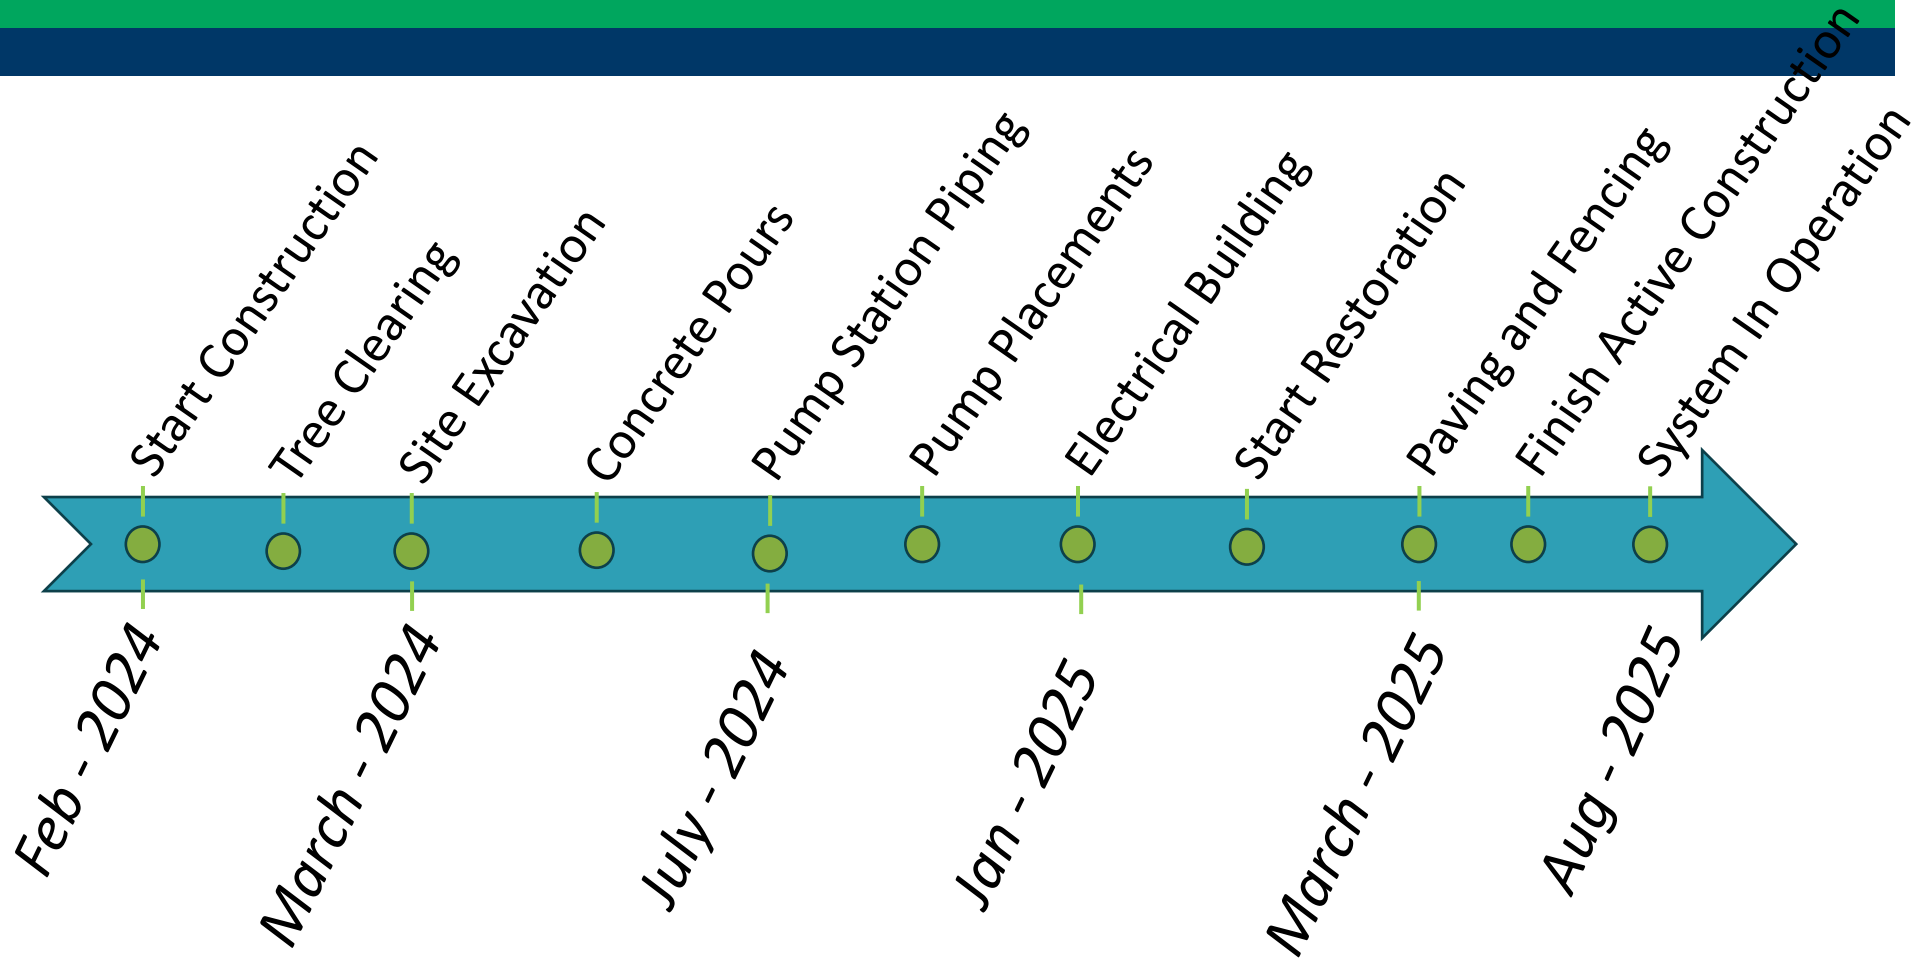 Start Construction
Tree Clearing
Site Excavation
Concrete Pours
Pump Station Piping
Pump Placements
Electrical Building
Start Restoration
Paving and Fencing
Finish Active Construction
System In Operation
Feb - 2024
March - 2024
July - 2024
Jan - 2025
March - 2025
Aug - 2025